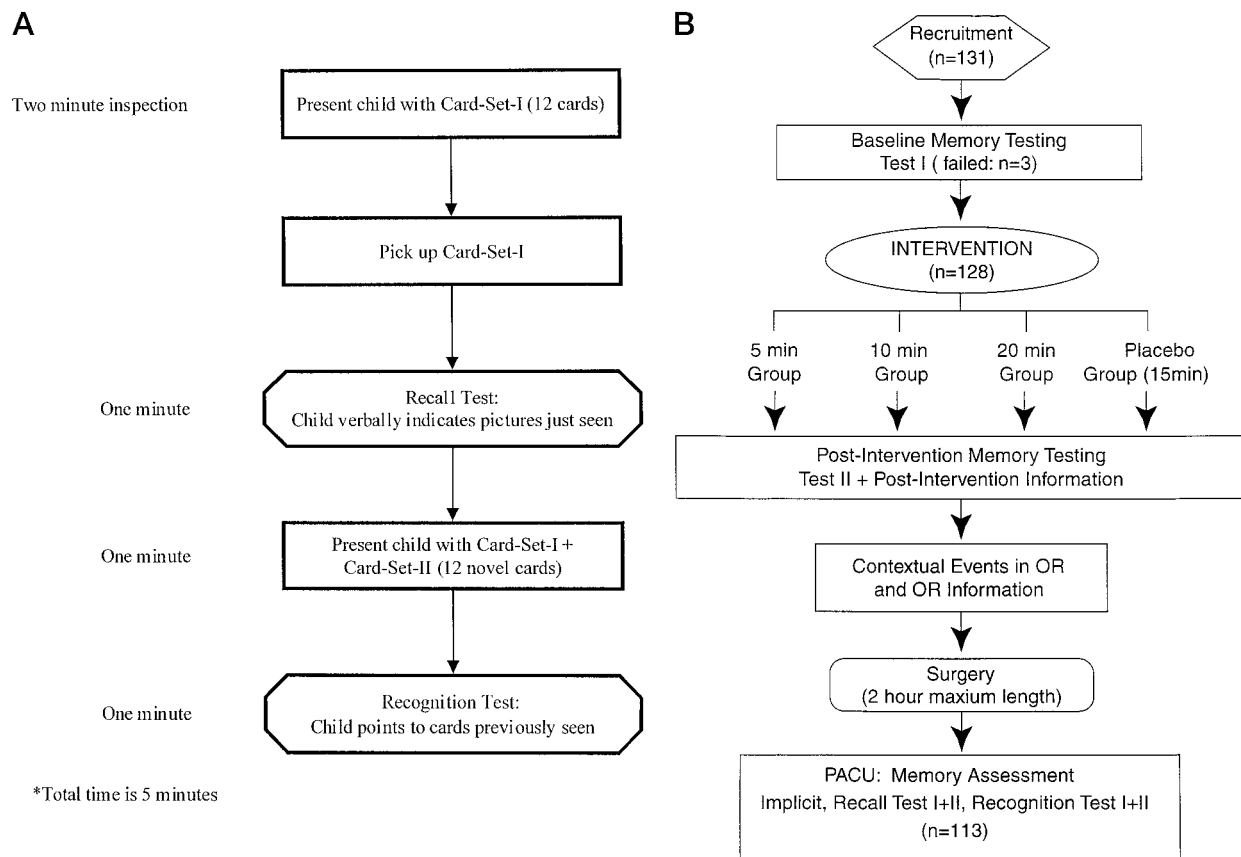 A
Two minute inspection
Present child with Card-Set-I (12 cards)
Pick up Card-Set-I
One minute
Recall Test:
Child verbally indicates pictures just seen
One minute
Present child with Card-Set-I +
Card-Set-II (12 novel cards)
One minute
Recognition Test:
Child points to cards previously seen
*Total time is 5 minutes
B
Recruitment
(n=131)
Baseline Memory Testing
Test I ( failed: n=3)
INTERVENTION
(n=128)
5 min
Group
10 min
Group
20 min
Group
Placebo
Group (15min)
Post-Intervention Memory Testing
Test II + Post-Intervention Information
Contextual Events in OR
and OR Information
Surgery
(2 hour maxium length)
PACU: Memory Assessment
Implicit, Recall Test I+II, Recognition Test I+II
(n=113)